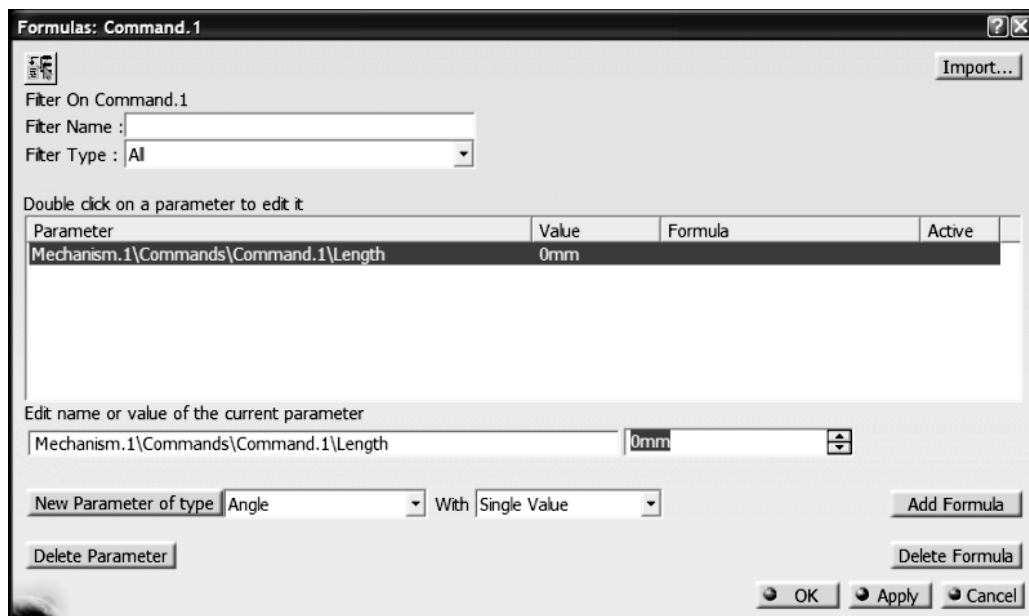 Formulas: Command.1
Import...
Filter On Command.1
Filter Name :
Filter Type : All
Double click on a parameter to edit it
Parameter Value Formula Active
Mechanism.1\Commands\Command.1\Length 0mm
Edit name or value of the current parameter
Mechanism.1\Commands\Command.1\Length 0mm
New Parameter of type Angle With Single Value Add Formula
Delete Parameter Delete Formula
OK Apply Cancel